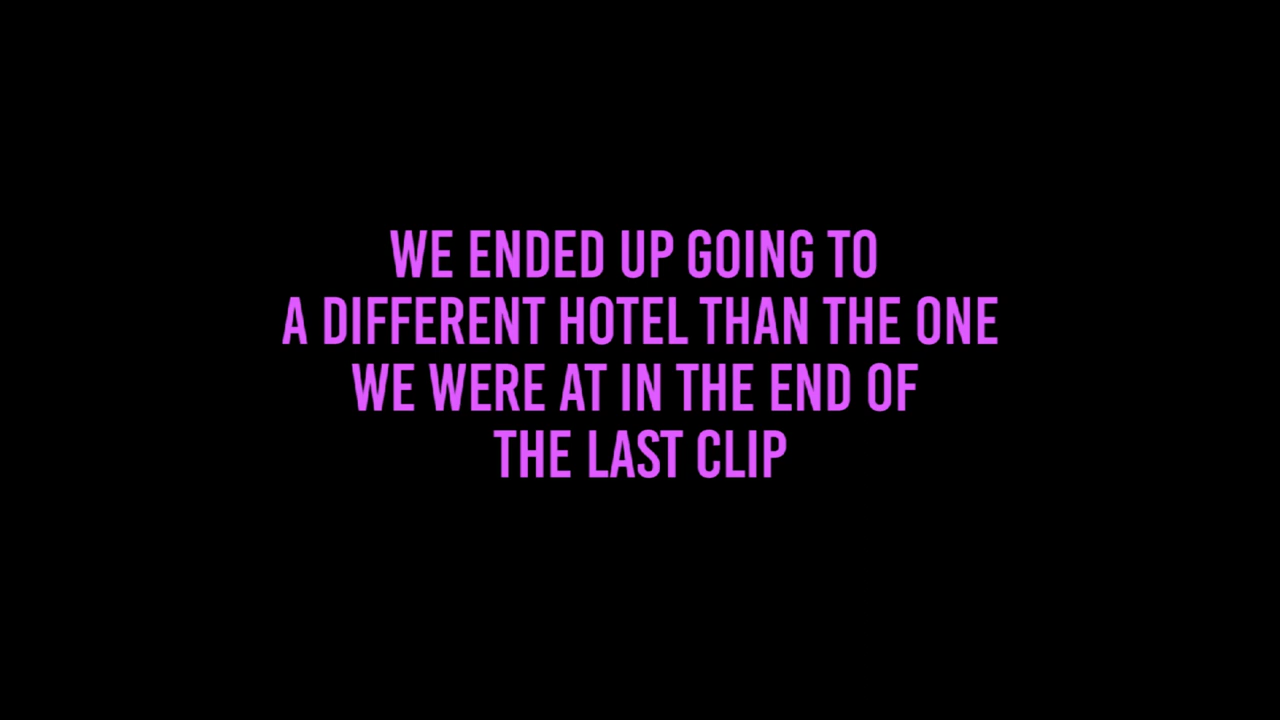 WE ENDED UP GOING TO
A DIFFERENT HOTEL THAN THE ONE
WE WERE AT IN THE END OF
THE LAST CLIP